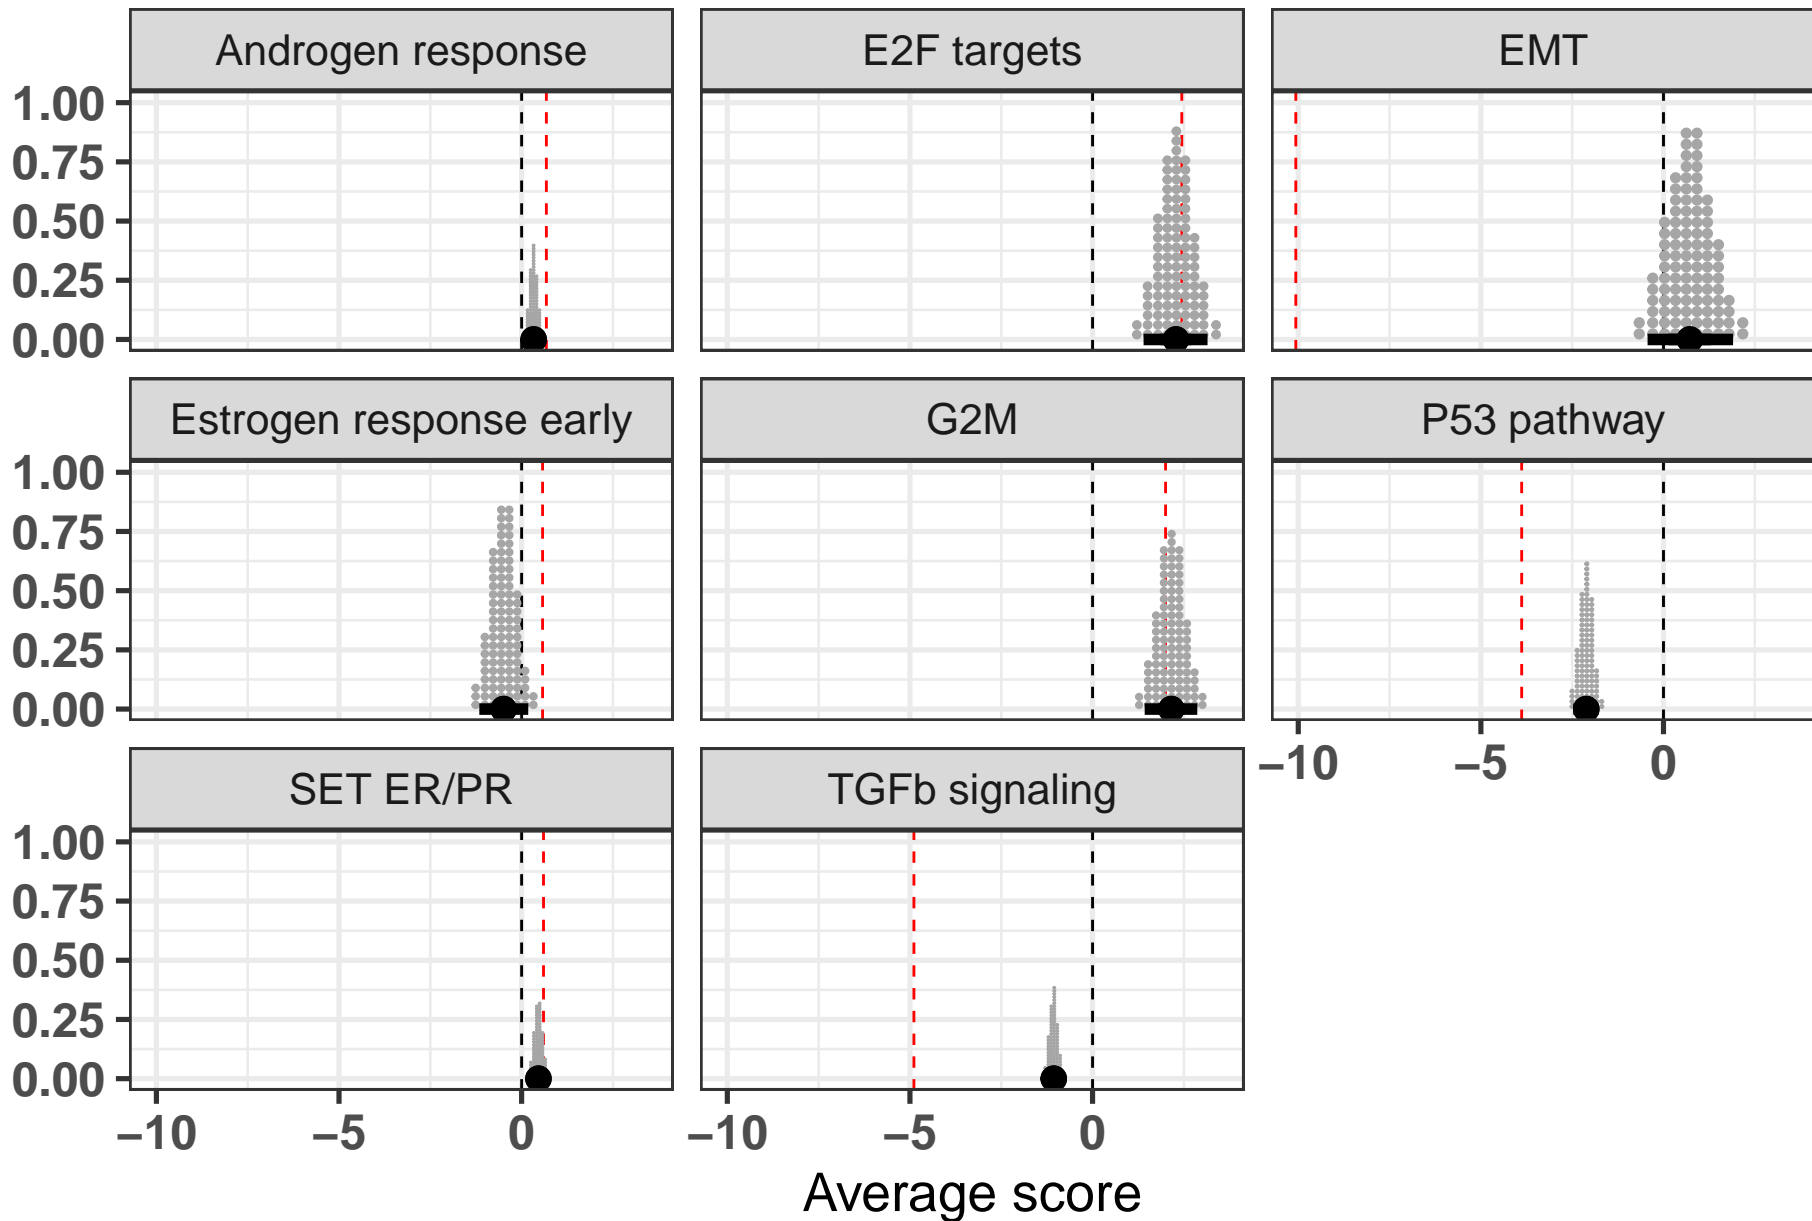 Androgen response
E2F targets
EMT
1.00
0.75
0.50
0.25
0.00
Estrogen response early
G2M
P53 pathway
1.00
0.75
0.50
0.25
0.00
−10 −5 0
SET ER/PR
TGFb signaling
1.00
0.75
0.50
0.25
0.00
−10 −5 0
−10 −5 0
Average score